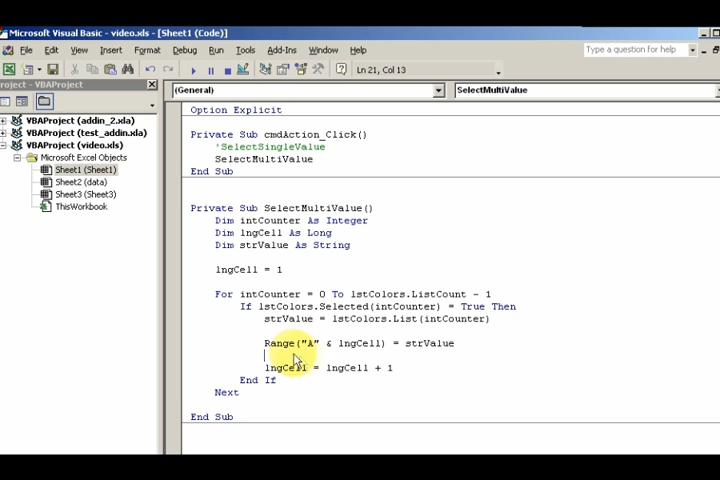 Microsoft Visual Basic - video.xls - [Sheet1 (Code)]
File Edit View Insert Format Debug Run Tools Add-Ins Window Help
Type a question for help
Ln 21, Col 13
roject - VBAProject
(General)
SelectMultiValue
VBAProject (addin_2.xla)
VBAProject (test_addin.xla)
VBAProject (video.xls)
Microsoft Excel Objects
Sheet1 (Sheet1)
Sheet2 (data)
Sheet3 (Sheet3)
ThisWorkbook
Option Explicit
Private Sub cmdAction_Click()
'SelectSingleValue
SelectMultiValue
End Sub
Private Sub SelectMultiValue()
Dim intCounter As Integer
Dim lngCell As Long
Dim strValue As String
lngCell = 1
For intCounter = 0 To lstColors.ListCount - 1
If lstColors.Selected(intCounter) = True Then
strValue = lstColors.List(intCounter)
Range("A" & lngCell) = strValue
lngCell = lngCell + 1
End If
Next
End Sub